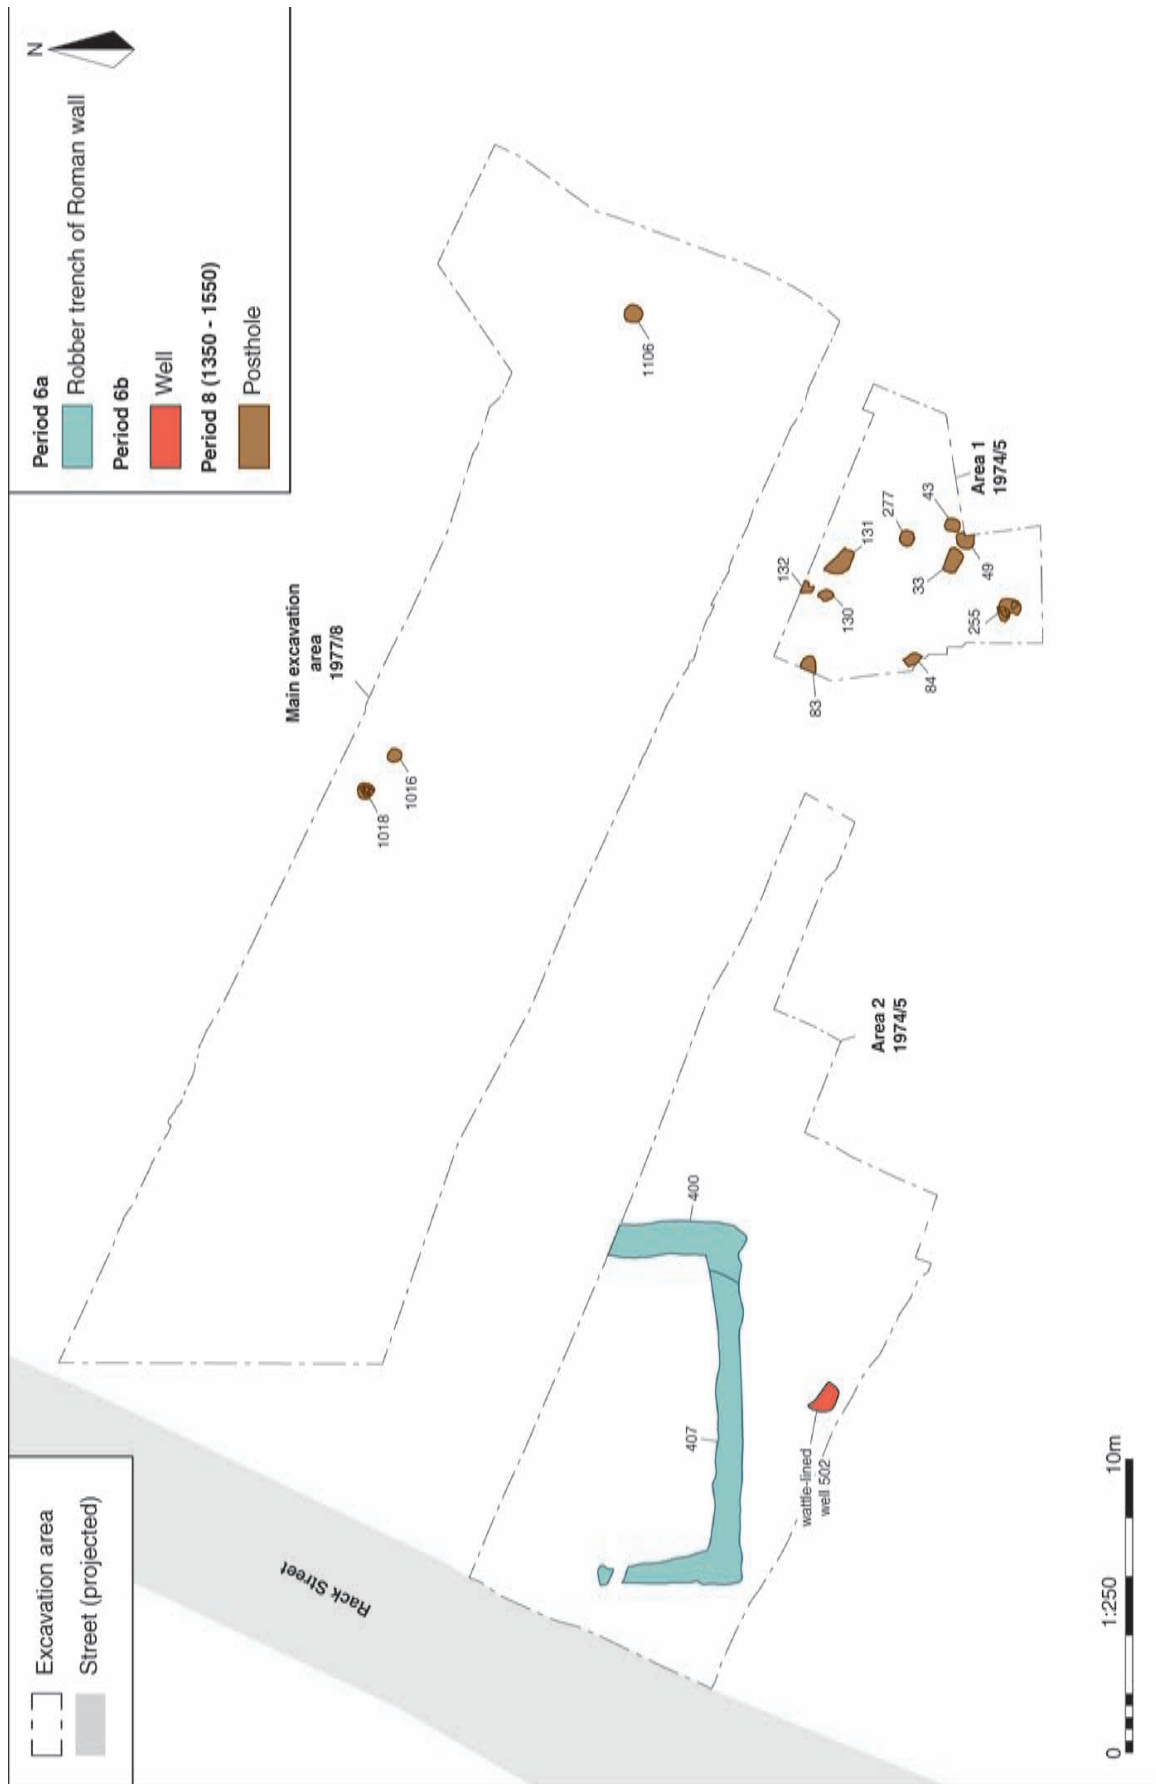 Excavation area
Street (projected)
N
Period 6a
Robber trench of Roman wall
Period 6b
Well
Period 8 (1350 - 1550)
Posthole
Rack Street
Main excavation
area
1977/8
1018
1016
1106
400
407
wattle-lined
well 502
Area 2
1974/5
Area 1
1974/5
132
131
130
277
43
33
49
255
83
84
0
1:250
10m